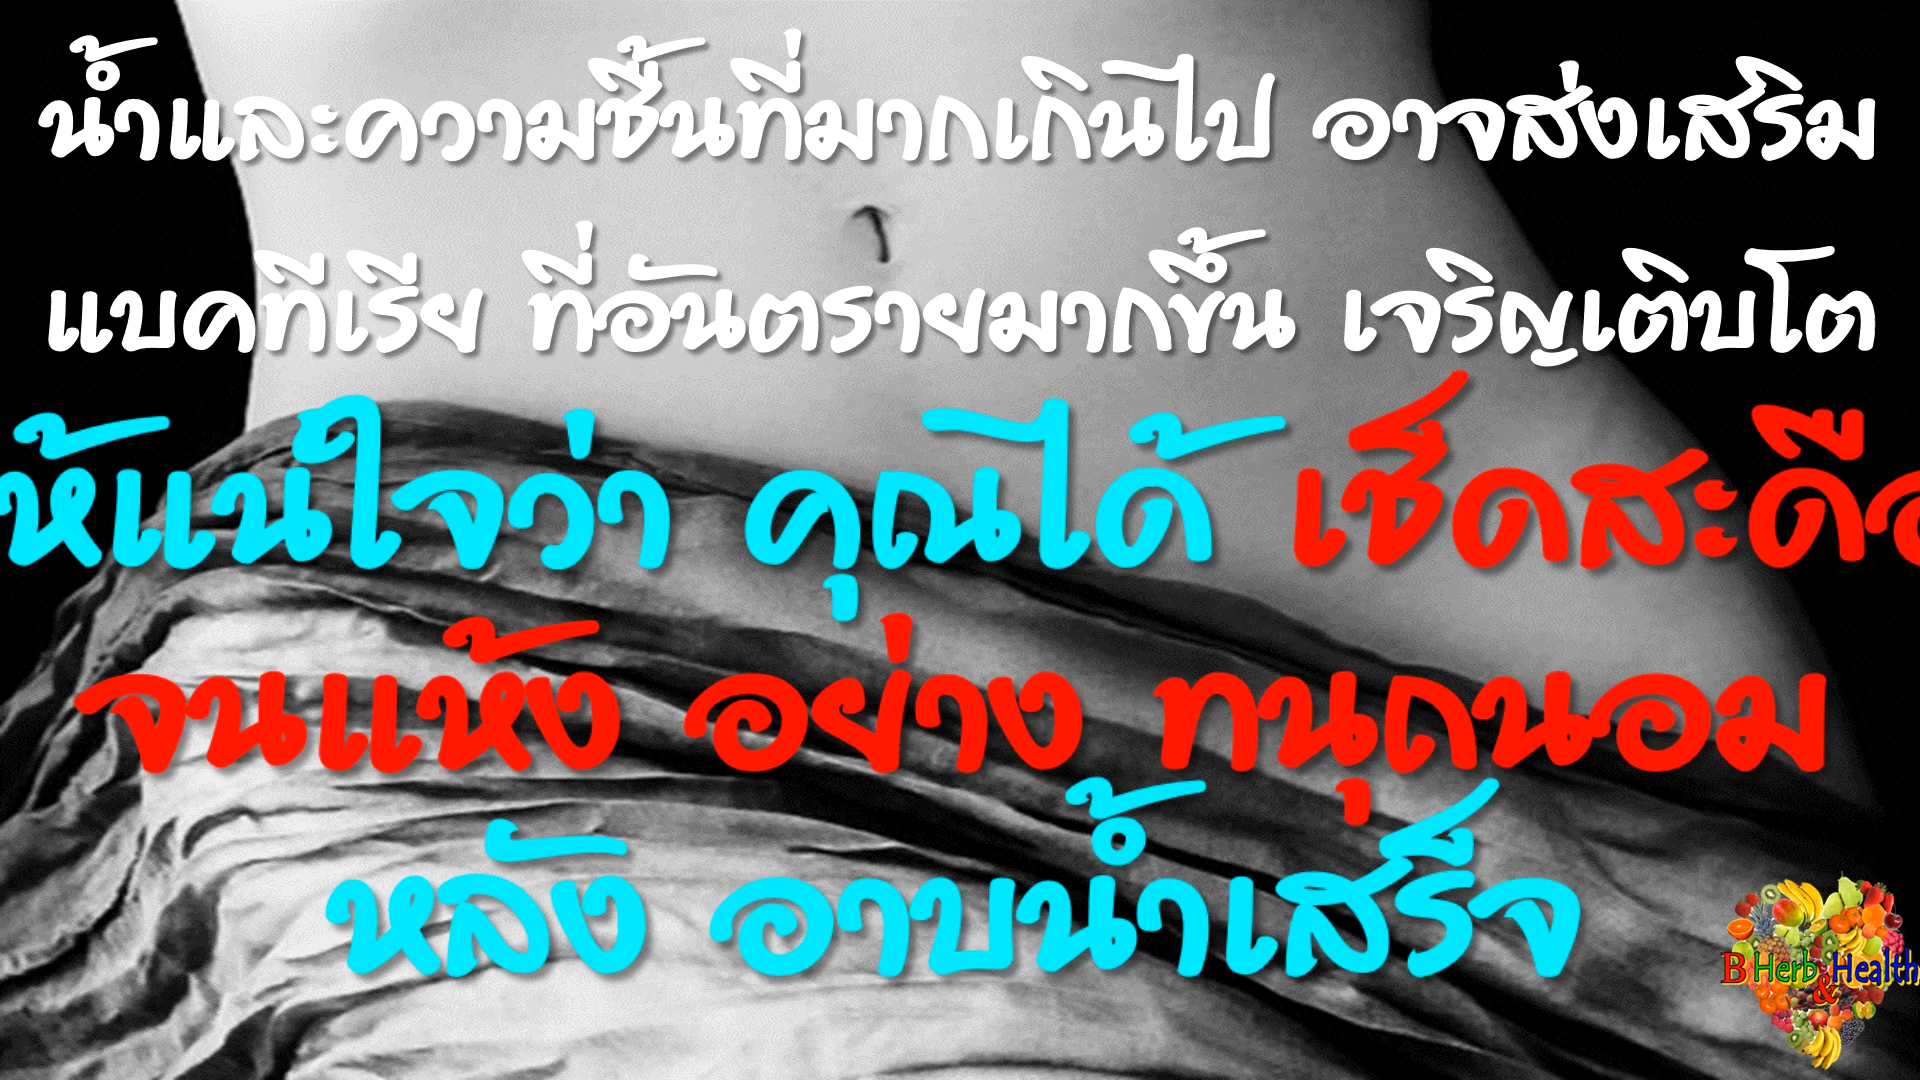 น้ำและความชื้นที่มากเกินไป อาจส่งเสริม
แบคทีเรีย ที่อันตรายมากขึ้น เจริญเติบโต
ห้แน่ใจว่า คุณได้ เช็ดสะดือ
จนแห้ง อย่าง ทนุถนอม
หลัง อาบน้ำเสร็จ
B Herb & Health